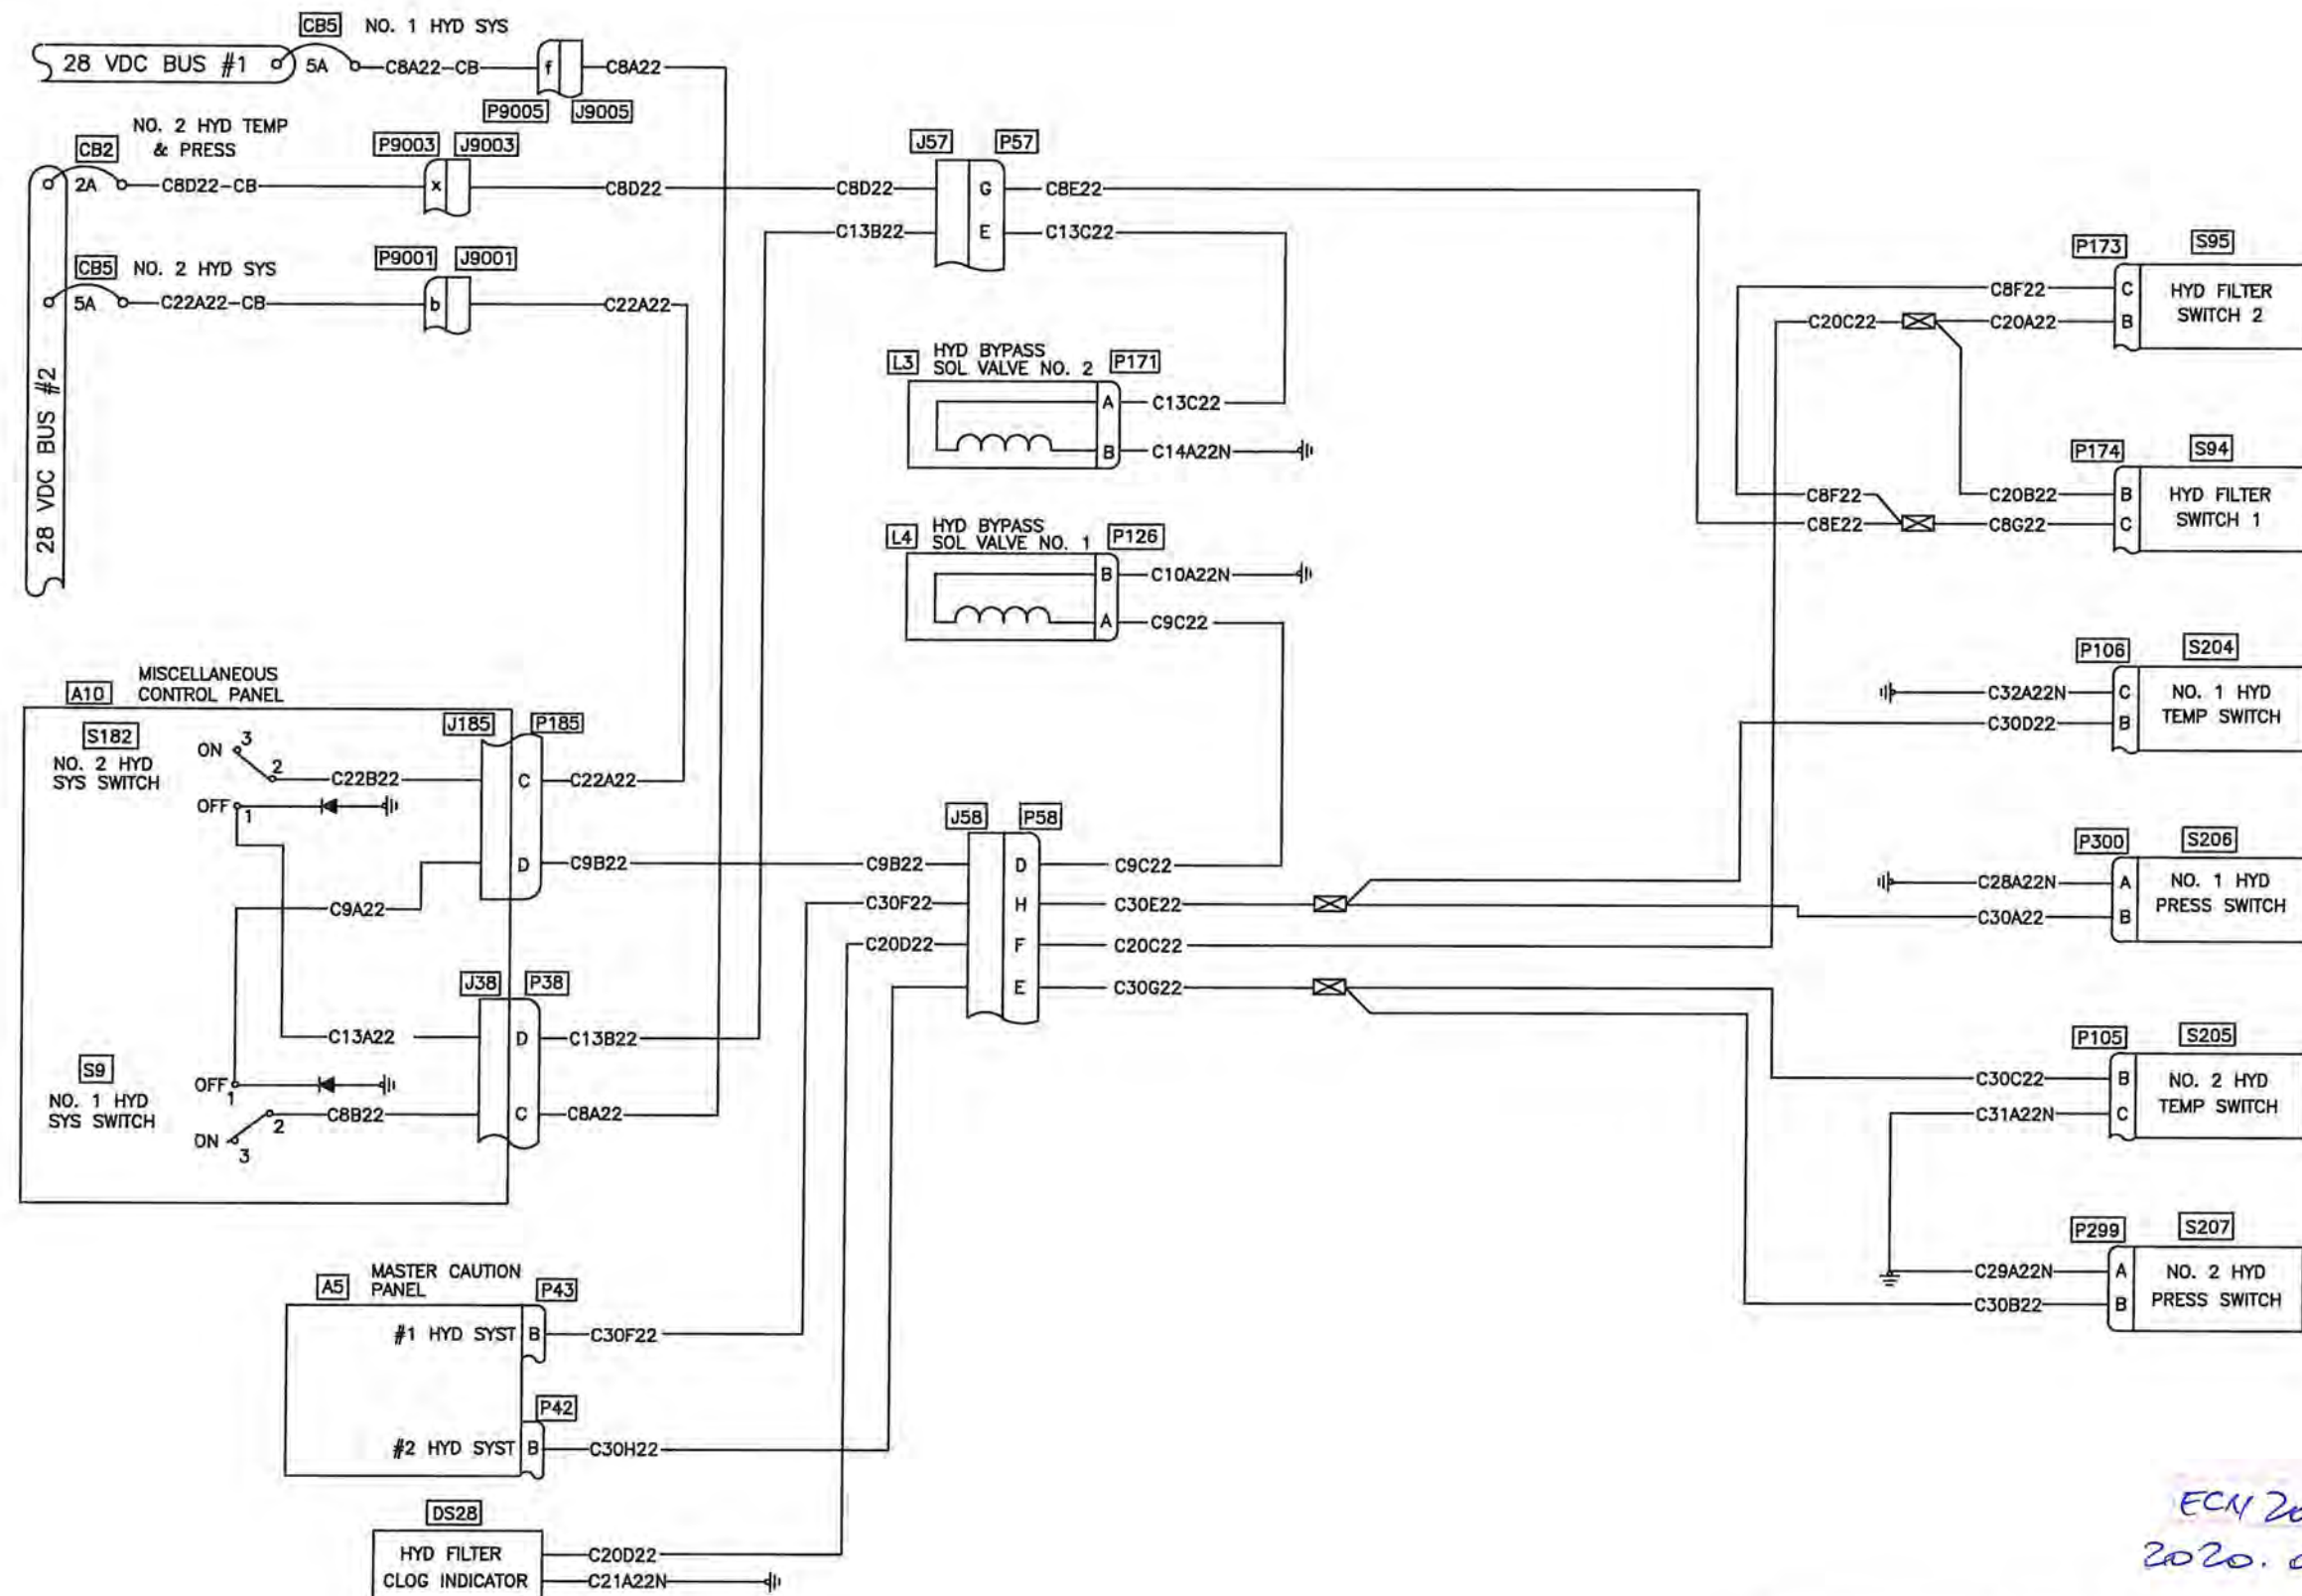 CB5 NO. 1 HYD SYS
28 VDC BUS #1 5A C8A22-CB f C8A22
P9005 J9005
NO. 2 HYD TEMP
& PRESS
CB2 P9003 J9003 J57 P57
2A C8D22-CB x C8D22 C8D22 G C8E22
C13B22 E C13C22
CB5 NO. 2 HYD SYS P9001 J9001
5A C22A22-CB b C22A22
28 VDC BUS #2
P173 S95
C8F22 C HYD FILTER
SWITCH 2
C20C22 C20A22 B
L3 HYD BYPASS
SOL VALVE NO. 2 P171
A C13C22
B C14A22N
P174 S94
C8F22 C20B22 B HYD FILTER
SWITCH 1
C8E22 C8G22 C
L4 HYD BYPASS
SOL VALVE NO. 1 P126
B C10A22N
A C9C22
P106 S204
C32A22N C NO. 1 HYD
TEMP SWITCH
C30D22 B
A10 MISCELLANEOUS
CONTROL PANEL
S182
NO. 2 HYD
SYS SWITCH
J185 P185
ON 3
2 C22B22 C C22A22
OFF 1
D C9B22
C9A22
J58 P58
C9B22 D C9C22
C30F22 H C30E22
C20D22 F C20C22
E C30G22
P300 S206
C28A22N A NO. 1 HYD
PRESS SWITCH
C30A22 B
J38 P38
C13A22 D C13B22
S9
NO. 1 HYD
SYS SWITCH
OFF 1
2 C8B22 C C8A22
ON 3
P105 S205
C30C22 B NO. 2 HYD
TEMP SWITCH
C31A22N C
P299 S207
C29A22N A NO. 2 HYD
PRESS SWITCH
C30B22 B
A5 MASTER CAUTION
PANEL P43
#1 HYD SYST B C30F22
P42
#2 HYD SYST B C30H22
DS28
HYD FILTER
CLOG INDICATOR
C20D22
C21A22N
ECN 20
2020.